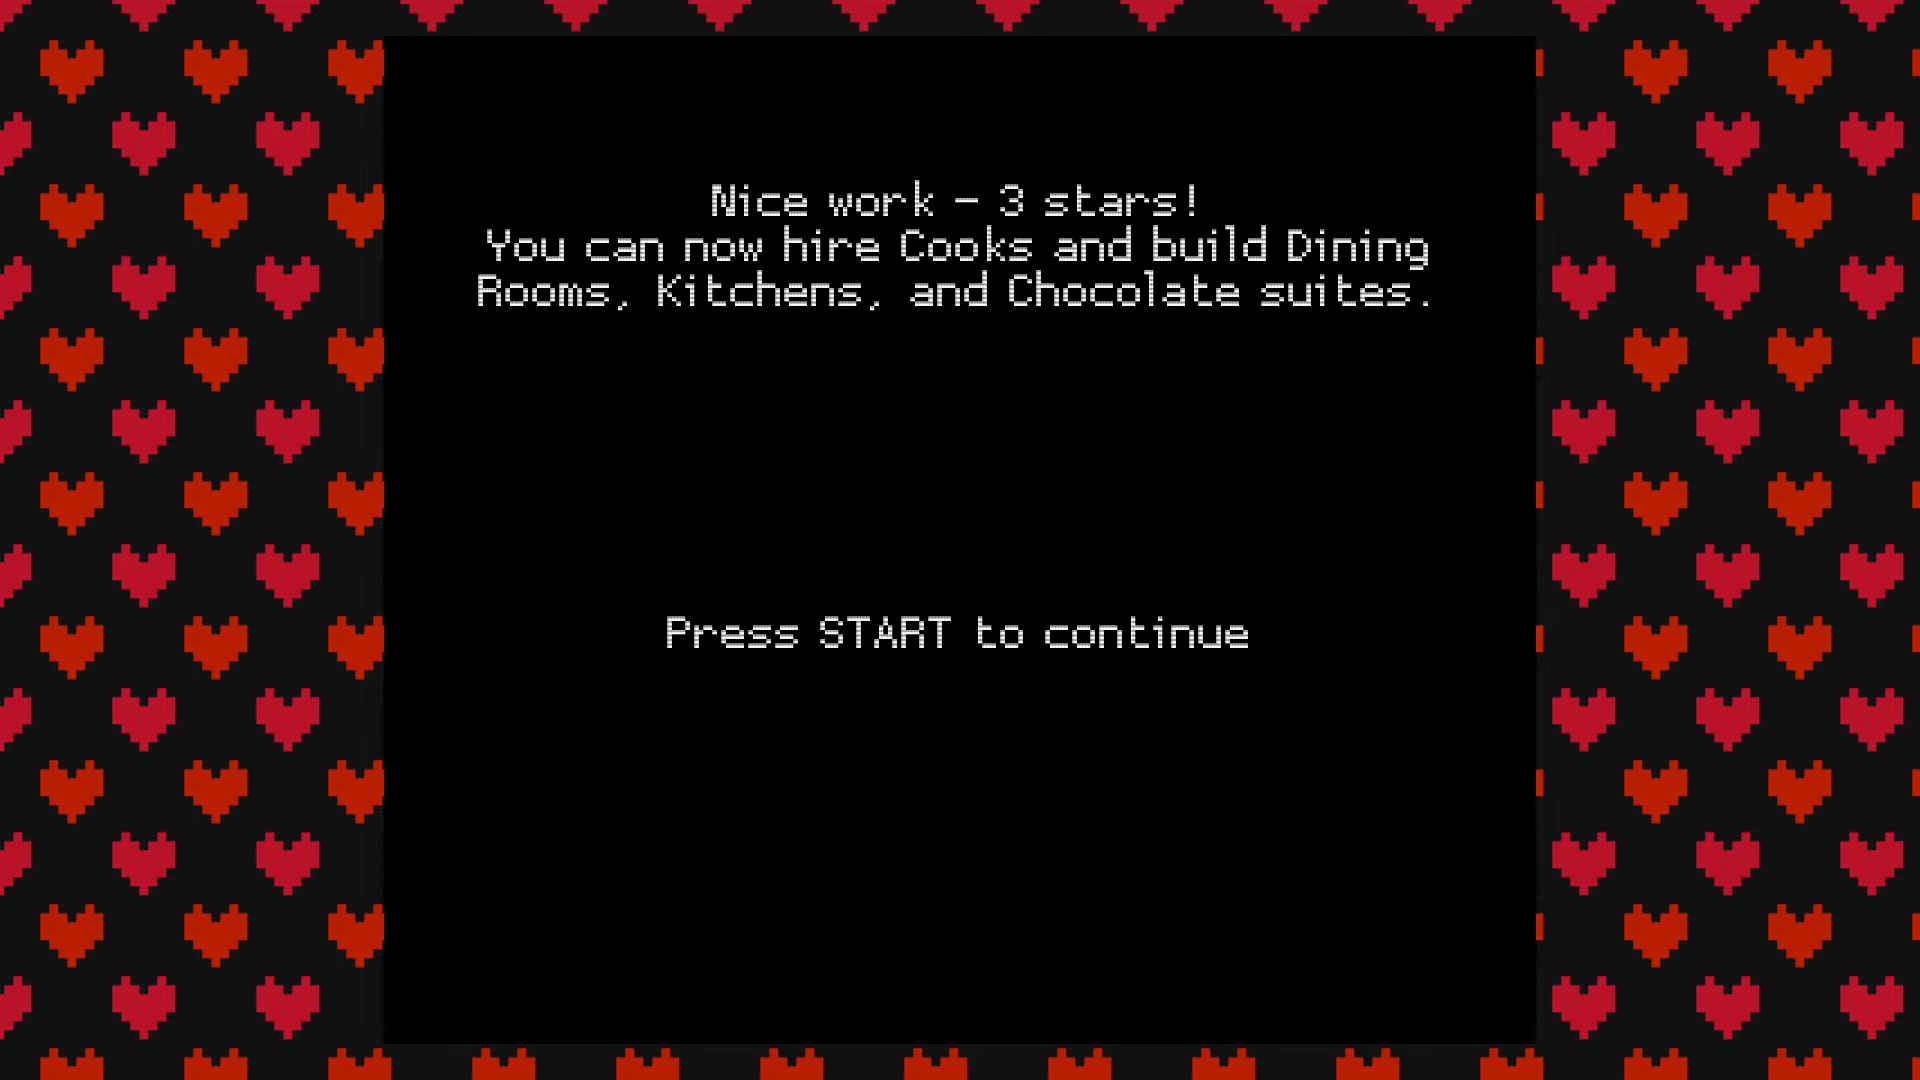 Nice work - 3 stars!
You can now hire Cooks and build Dining
Rooms, Kitchens, and Chocolate suites.
Press START to continue